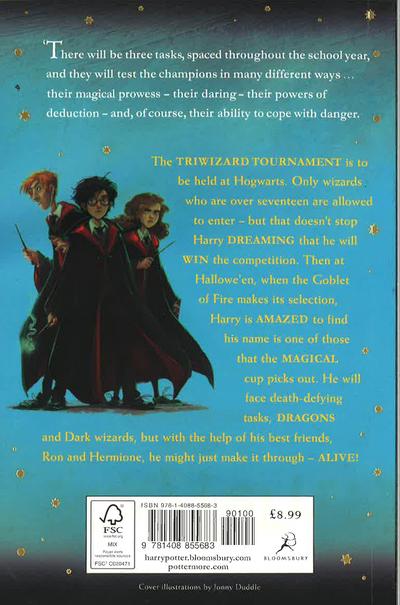 'There will be three tasks, spaced throughout the school year,
and they will test the champions in many different ways ...
their magical prowess – their daring – their powers of
deduction – and, of course, their ability to cope with danger.
The TRIWIZARD TOURNAMENT is to
be held at Hogwarts. Only wizards
who are over seventeen are allowed
to enter – but that doesn't stop
Harry DREAMING that he will
WIN the competition. Then at
Hallowe'en, when the Goblet
of Fire makes its selection,
Harry is AMAZED to find
his name is one of those
that the MAGICAL
cup picks out. He will
face death-defying
tasks, DRAGONS
and Dark wizards, but with the help of his best friends,
Ron and Hermione, he might just make it through – ALIVE!
FSC
www.fsc.org
MIX
Paper from
responsible sources
FSC® C020471
ISBN 978-1-4088-5568-3
90100
9 781408 855683
harrypotter.bloomsbury.com
pottermore.com
£8.99
BLOOMSBURY
Cover illustrations by Jonny Duddle